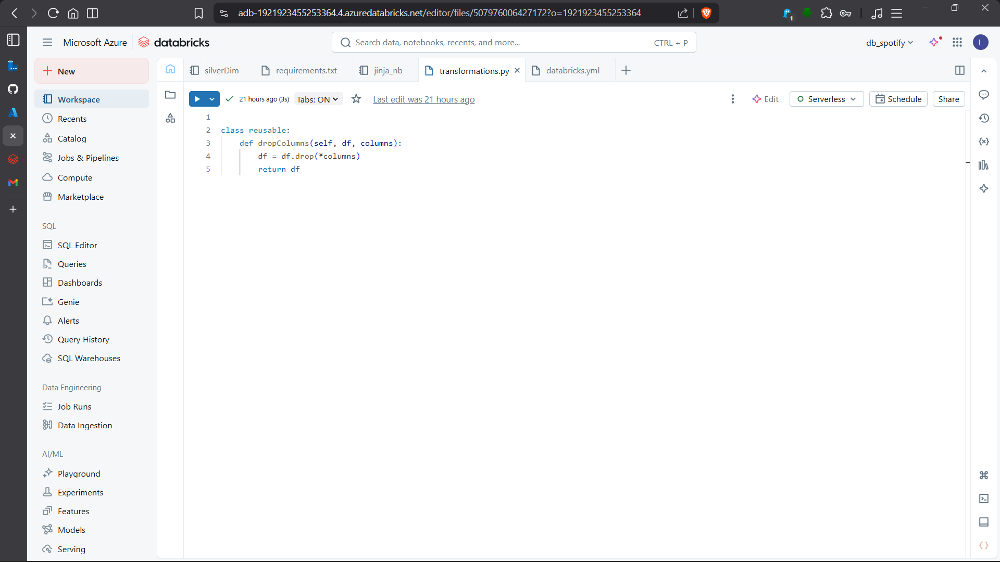 adb-1921923455253364.4.azuredatabricks.net/editor/files/507976006427172?o=1921923455253364
1
Microsoft Azure
databricks
Search data, notebooks, recents, and more...
CTRL + P
db_spotify
L
New
Workspace
Recents
Catalog
Jobs & Pipelines
Compute
Marketplace
SQL
SQL Editor
Queries
Dashboards
Genie
Alerts
Query History
SQL Warehouses
Data Engineering
Job Runs
Data Ingestion
AI/ML
Playground
Experiments
Features
Models
Serving
silverDim
requirements.txt
jinja_nb
transformations.py
databricks.yml
21 hours ago (3s)
Tabs: ON
Last edit was 21 hours ago
Edit
Serverless
Schedule
Share
1
2 class reusable:
3 def dropColumns(self, df, columns):
4 df = df.drop(*columns)
5 return df